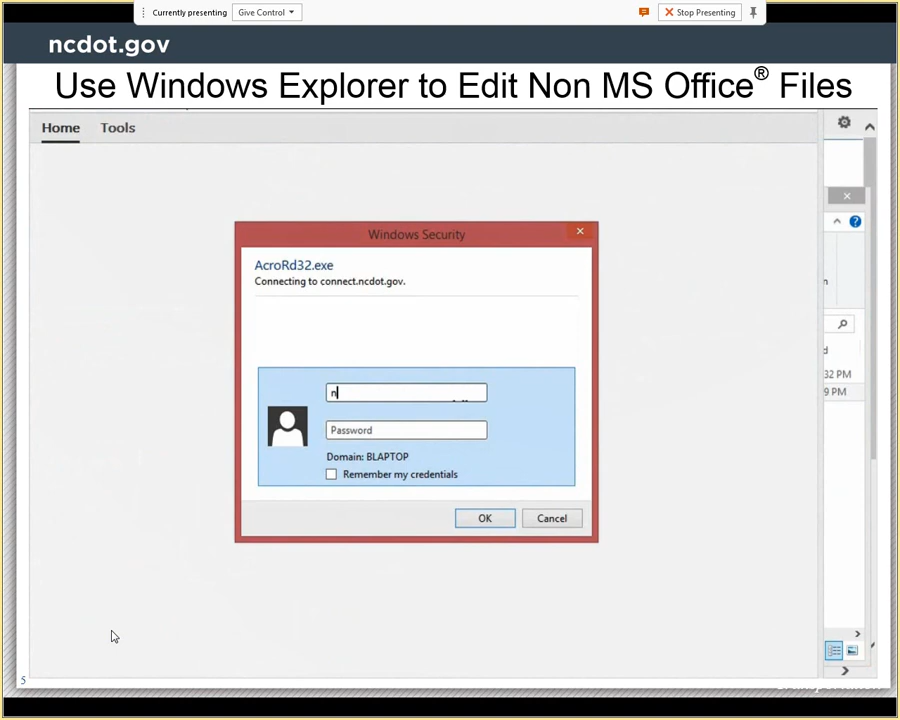 Currently presenting Give Control Stop Presenting
ncdot.gov
Use Windows Explorer to Edit Non MS Office® Files
Home Tools
Windows Security
AcroRd32.exe
Connecting to connect.ncdot.gov.
n
Password
Domain: BLAPTOP
Remember my credentials
OK Cancel
n
d
32 PM
9 PM
5